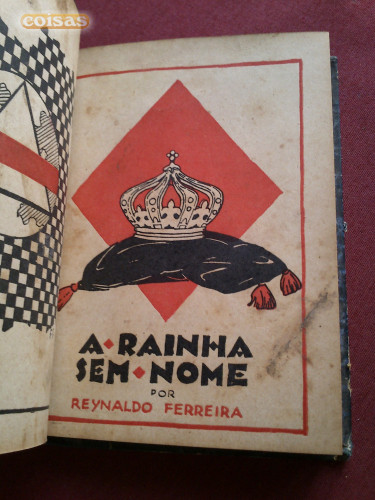 coisas
A RAINHA
SEM NOME
POR
REYNALDO FERREIRA